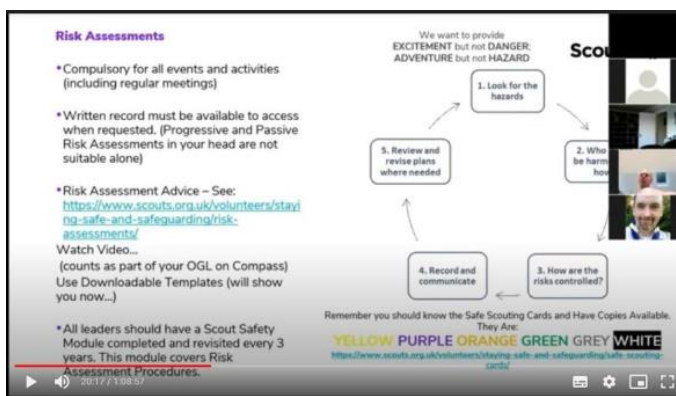 Risk Assessments
•Compulsory for all events and activities
(including regular meetings)
•Written record must be available to access
when requested. (Progressive and Passive
Risk Assessments in your head are not
suitable alone)
•Risk Assessment Advice – See:
https://www.scouts.org.uk/volunteers/stayi
ng-safe-and-safeguarding/risk-
assessments/
Watch Video...
(counts as part of your OGL on Compass)
Use Downloadable Templates (will show
you now...)
•All leaders should have a Scout Safety
Module completed and revisited every 3
years. This module covers Risk
Assessment Procedures.
We want to provide
EXCITEMENT but not DANGER;
ADVENTURE but not HAZARD
Scou
1. Look for the
hazards
2. Who
be harm
how
3. How are the
risks controlled?
4. Record and
communicate
5. Review and
revise plans
where needed
Remember you should know the Safe Scouting Cards and Have Copies Available.
They Are:
YELLOW PURPLE ORANGE GREEN GREY WHITE
https://www.scouts.org.uk/volunteers/staying-safe-and-safeguarding/safe-scouting-
cards/
20:17 / 1:08:57